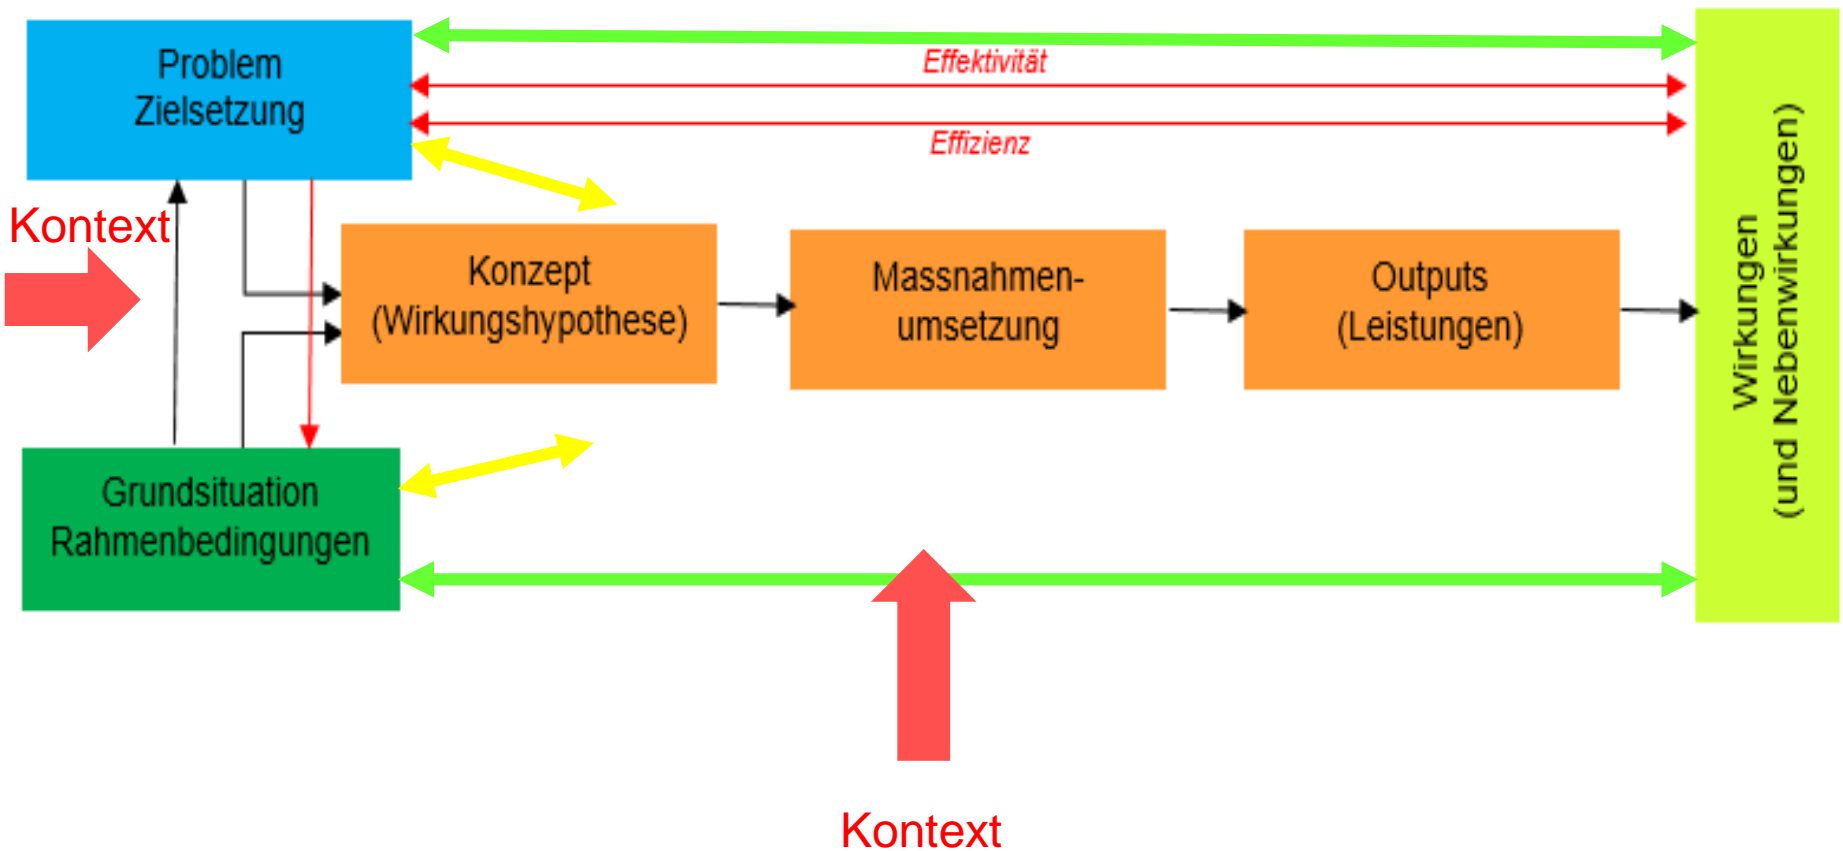 Problem
Zielsetzung
Effektivität
Effizienz
Kontext
Konzept
(Wirkungshypothese)
Massnahmen-
umsetzung
Outputs
(Leistungen)
Wirkungen
(und Nebenwirkungen)
Grundsituation
Rahmenbedingungen
Kontext